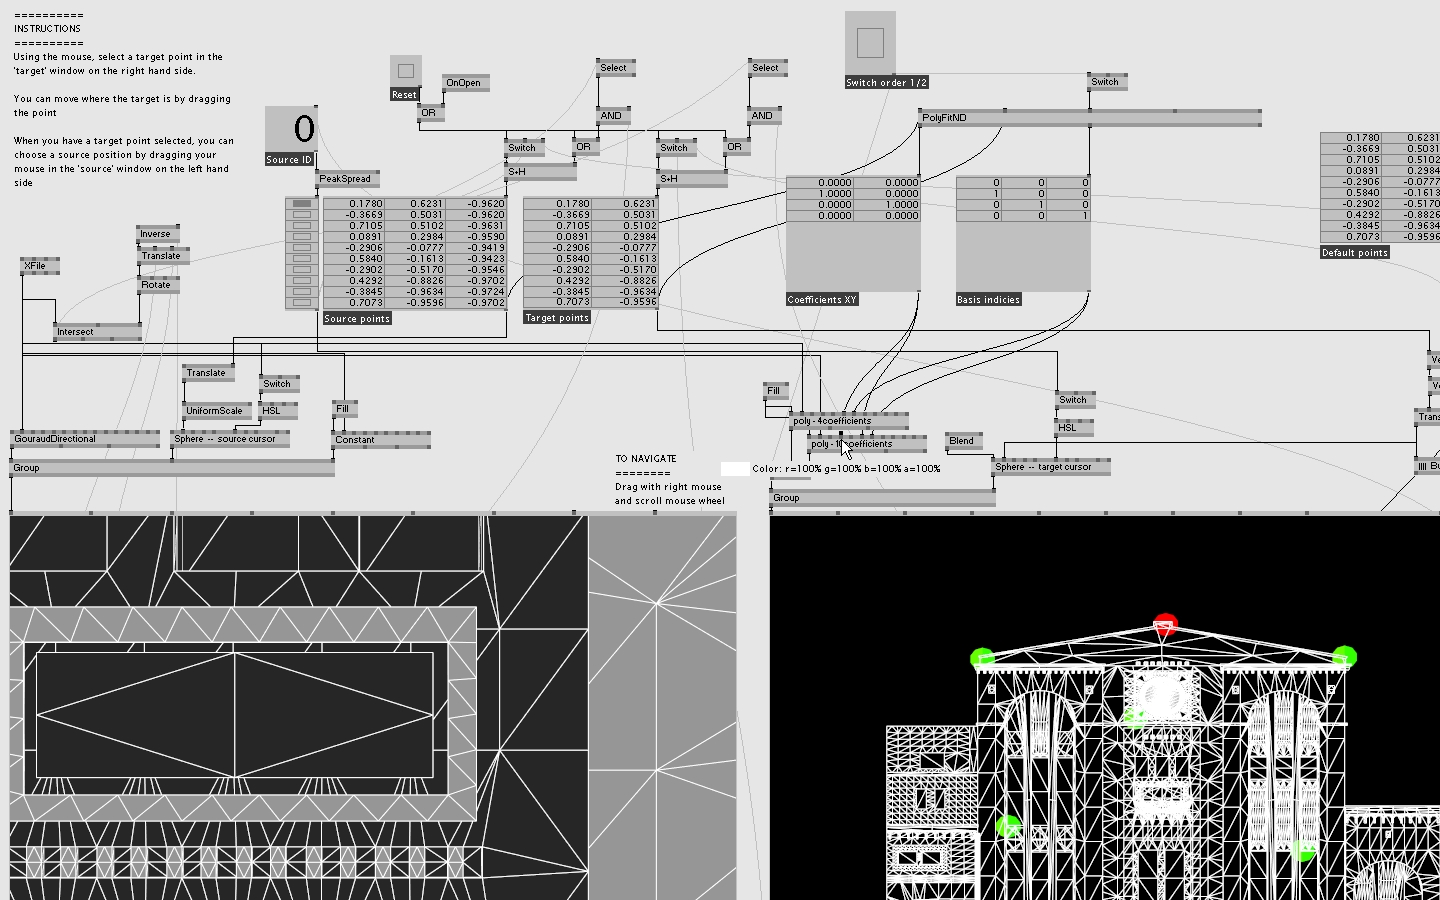 ==========
INSTRUCTIONS
==========
Using the mouse, select a target point in the
'target' window on the right hand side.
You can move where the target is by dragging
the point
When you have a target point selected, you can
choose a source position by dragging your
mouse in the 'source' window on the left hand
side
Reset
OnOpen
OR
0
Source ID
PeakSpread
Select
AND
Switch
OR
S+H
Select
AND
Switch
OR
S+H
Switch order 1/2
Switch
PolyFitND
0.1780 0.6231 -0.9620
-0.3669 0.5031 -0.9620
0.7105 0.5102 -0.9631
0.0891 0.2984 -0.9590
-0.2906 -0.0777 -0.9419
0.5840 -0.1613 -0.9423
-0.2902 -0.5170 -0.9546
0.4292 -0.8826 -0.9702
-0.3845 -0.9634 -0.9724
0.7073 -0.9596 -0.9702
Source points
0.1780 0.6231
-0.3669 0.5031
0.7105 0.5102
0.0891 0.2984
-0.2906 -0.0777
0.5840 -0.1613
-0.2902 -0.5170
0.4292 -0.8826
-0.3845 -0.9634
0.7073 -0.9596
Target points
0.0000 0.0000
1.0000 0.0000
0.0000 1.0000
0.0000 0.0000
Coefficients XY
0 0 0
1 0 0
0 1 0
0 0 1
Basis indicies
0.1780 0.6231
-0.3669 0.5031
0.7105 0.5102
0.0891 0.2984
-0.2906 -0.0777
0.5840 -0.1613
-0.2902 0.5170
0.4292 -0.8826
-0.3845 -0.9634
0.7073 -0.9596
Default points
Inverse
Translate
Rotate
XFile
Intersect
Translate
UniformScale
Switch
HSL
Fill
GouraudDirectional
Sphere -- source cursor
Constant
Group
Fill
poly - 4coefficients
Blend
Switch
HSL
Sphere -- target cursor
Group
TO NAVIGATE
========
Drag with right mouse
and scroll mouse wheel
Color: r=100% g=100% b=100% a=100%